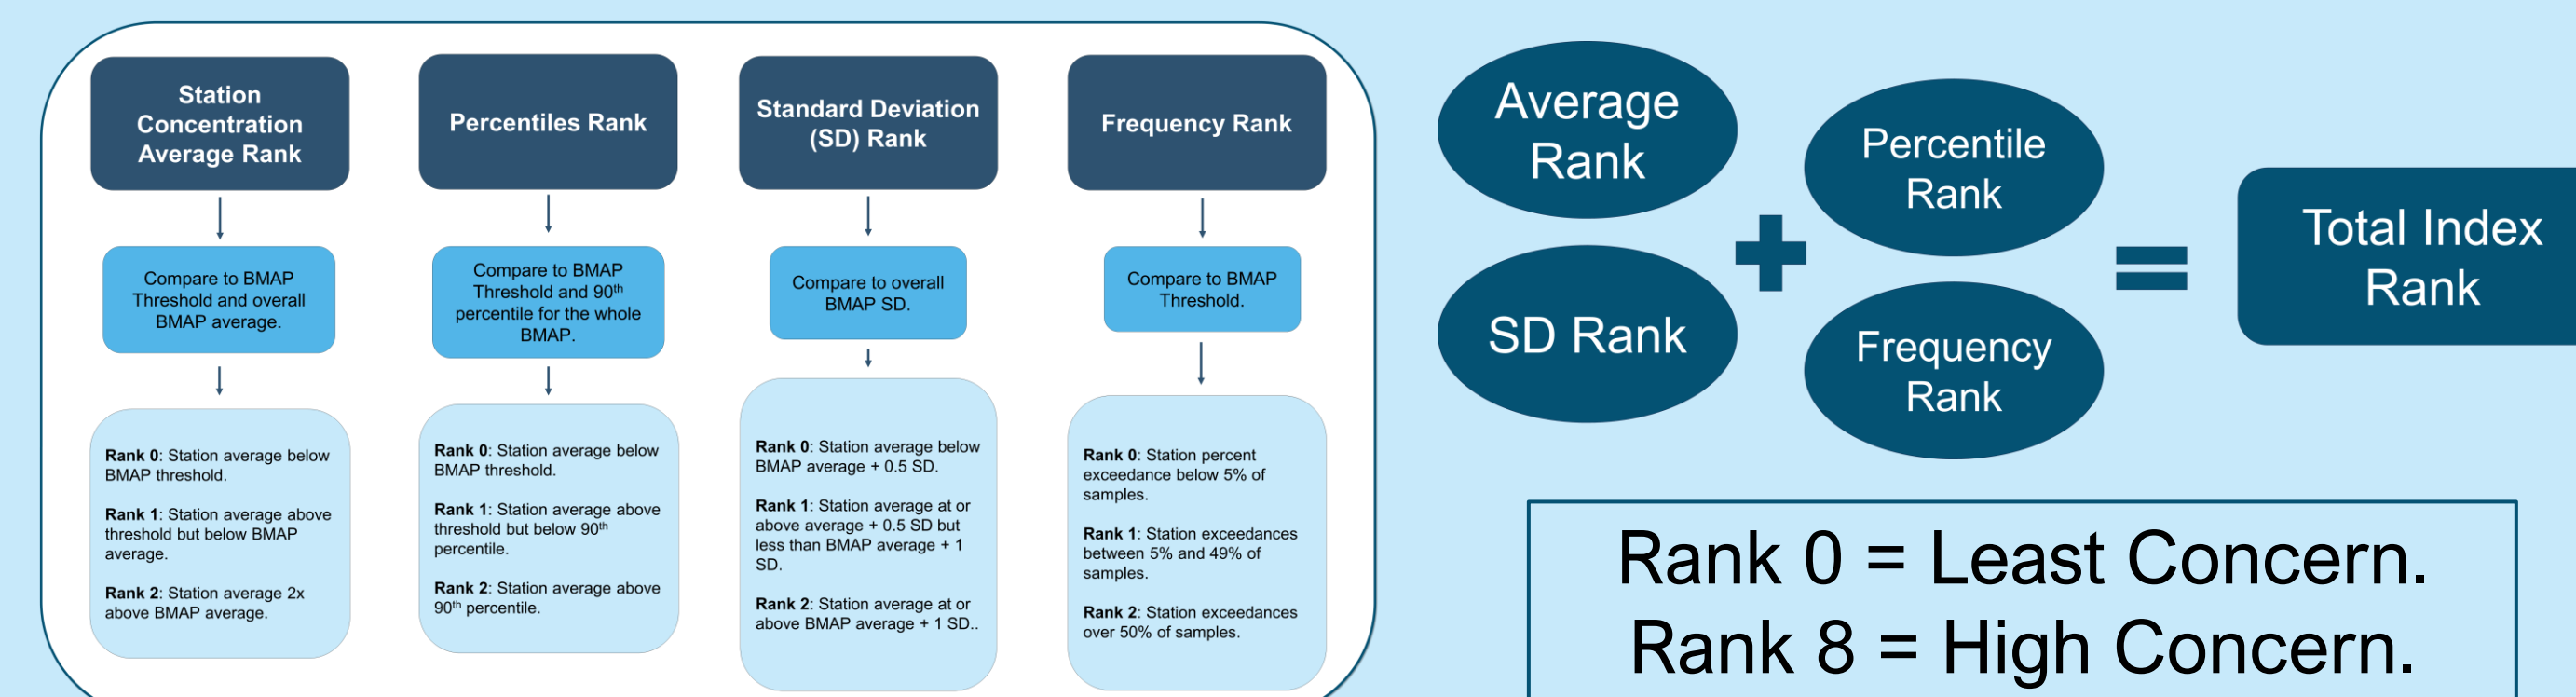 Station
Concentration
Average Rank
Compare to BMAP
Threshold and overall
BMAP average.
Rank 0: Station average below
BMAP threshold.
Rank 1: Station average above
threshold but below BMAP
average.
Rank 2: Station average 2x
above BMAP average.
Percentiles Rank
Compare to BMAP
Threshold and 90th
percentile for the whole
BMAP.
Rank 0: Station average below
BMAP threshold.
Rank 1: Station average above
threshold but below 90th
percentile.
Rank 2: Station average above
90th percentile.
Standard Deviation
(SD) Rank
Compare to overall
BMAP SD.
Rank 0: Station average below
BMAP average + 0.5 SD.
Rank 1: Station average at or
above average + 0.5 SD but
less than BMAP average + 1
SD.
Rank 2: Station average at or
above BMAP average + 1 SD..
Frequency Rank
Compare to BMAP
Threshold.
Rank 0: Station percent
exceedance below 5% of
samples.
Rank 1: Station exceedances
between 5% and 49% of
samples.
Rank 2: Station exceedances
over 50% of samples.
Average
Rank
SD Rank
+
Percentile
Rank
Frequency
Rank
=
Total Index
Rank
Rank 0 = Least Concern.
Rank 8 = High Concern.